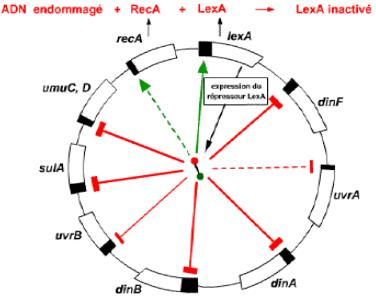 ADN endommagé + RecA + LexA → LexA inactivé
recA
lexA
umuC, D
expression du
répresseur LexA
dinF
sulA
uvrA
uvrB
dinB
dinA